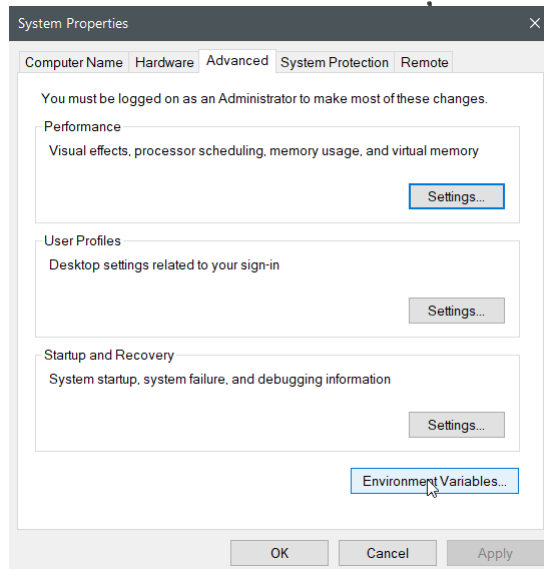 System Properties
Computer Name Hardware Advanced System Protection Remote
You must be logged on as an Administrator to make most of these changes.
Performance
Visual effects, processor scheduling, memory usage, and virtual memory
Settings...
User Profiles
Desktop settings related to your sign-in
Settings...
Startup and Recovery
System startup, system failure, and debugging information
Settings...
Environment Variables...
OK Cancel Apply